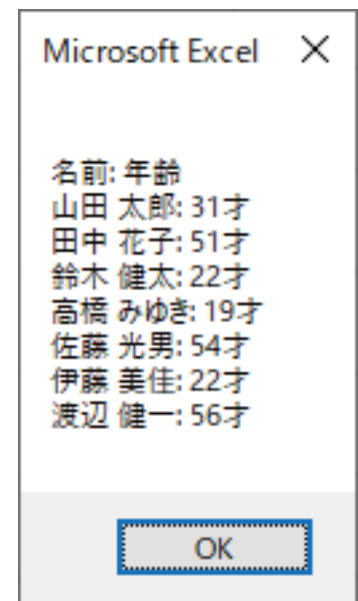 Microsoft Excel
名前: 年齢
山田 太郎: 31才
田中 花子: 51才
鈴木 健太: 22才
高橋 みゆき: 19才
佐藤 光男: 54才
伊藤 美佳: 22才
渡辺 健一: 56才
OK